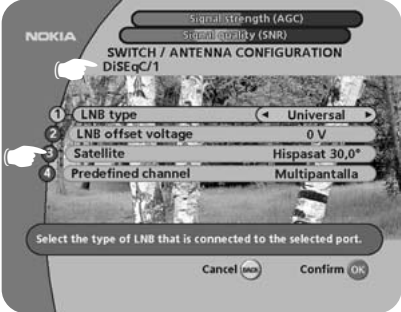 Signal strength (AGC)
NOKIA
Signal quality (SNR)
SWITCH / ANTENNA CONFIGURATION
DiSEqC/1
1 LNB type Universal
2 LNB offset voltage 0 V
3 Satellite Hispasat 30,0°
4 Predefined channel Multipantalla
Select the type of LNB that is connected to the selected port.
Cancel BACK Confirm OK